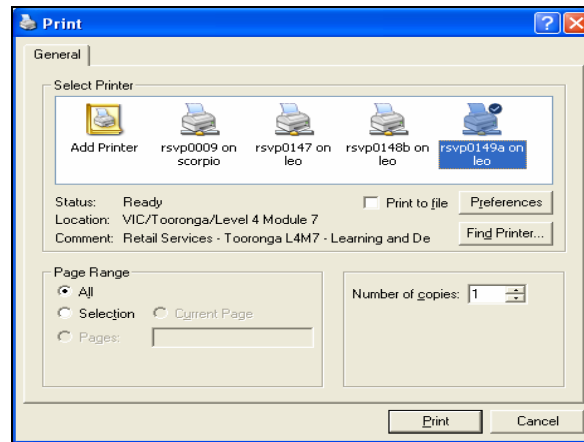 Print
General
Select Printer
Add Printer
rsvp0009 on scorpio
rsvp0147 on leo
rsvp0148b on leo
rsvp0149a on leo
Status: Ready
Print to file
Preferences
Location: VIC/Tooronga/Level 4 Module 7
Comment: Retail Services - Tooronga L4M7 - Learning and De
Find Printer...
Page Range
All
Selection
Current Page
Pages:
Number of copies: 1
Print
Cancel